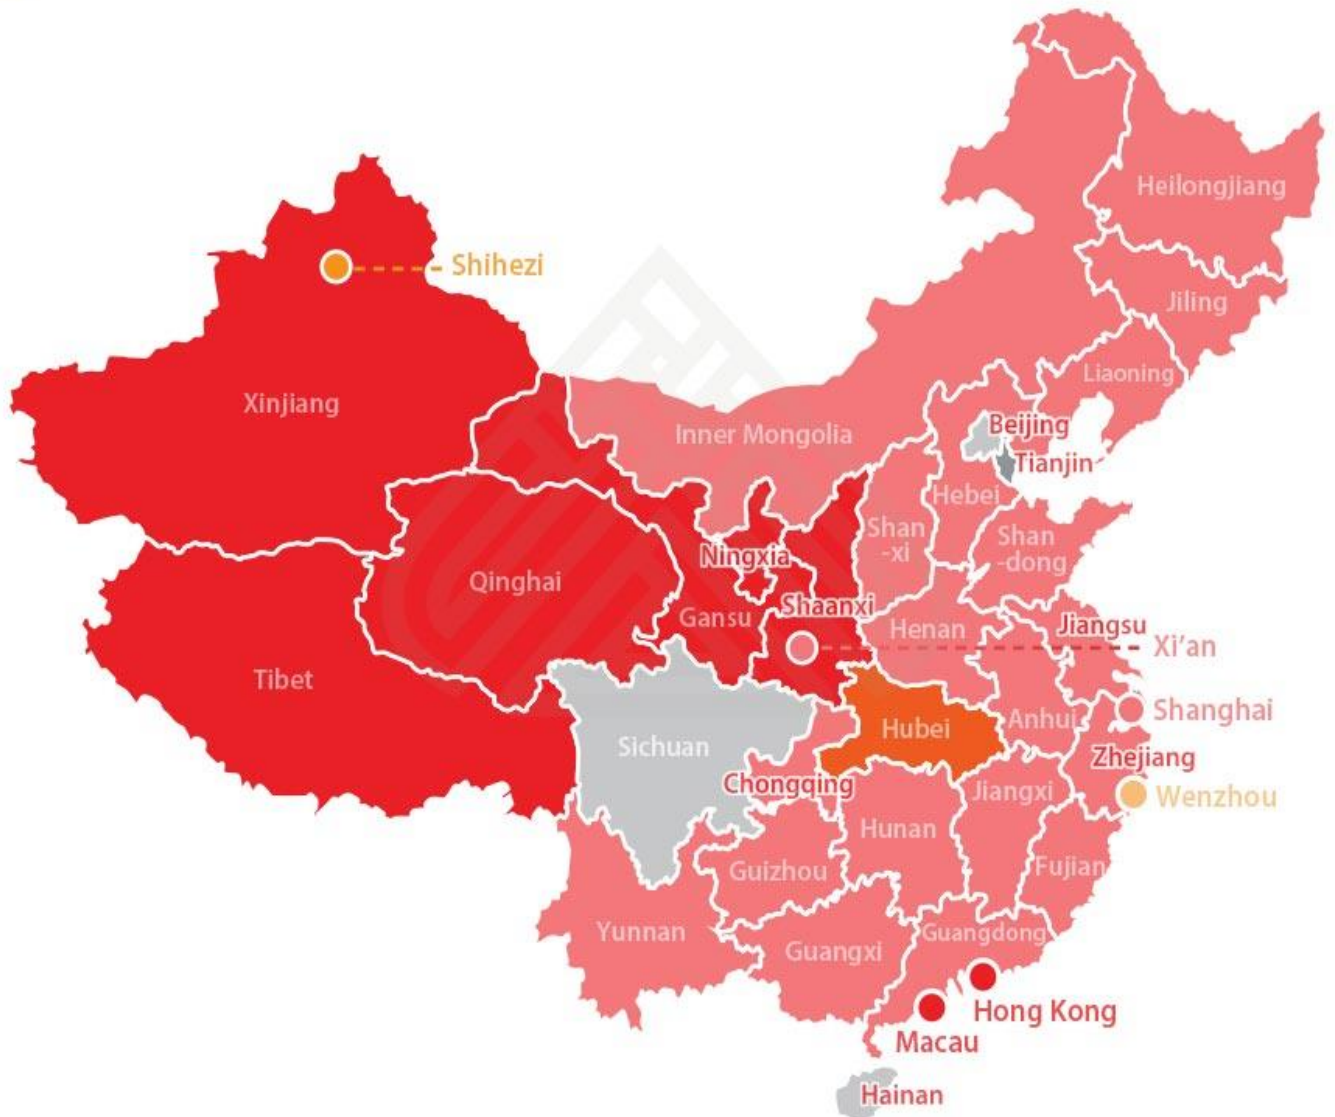 Heilongjiang
Shihezi
Jiling
Liaoning
Xinjiang
Beijing
Inner Mongolia
Tianjin
Hebei
Shan
-xi
Shan
-dong
Ningxia
Qinghai
Shaanxi
Gansu
Henan
Jiangsu
Xi'an
Tibet
Shanghai
Anhui
Hubei
Sichuan
Zhejiang
Chongqing
Jiangxi
Wenzhou
Hunan
Fujian
Guizhou
Yunnan
Guangdong
Guangxi
Hong Kong
Macau
Hainan